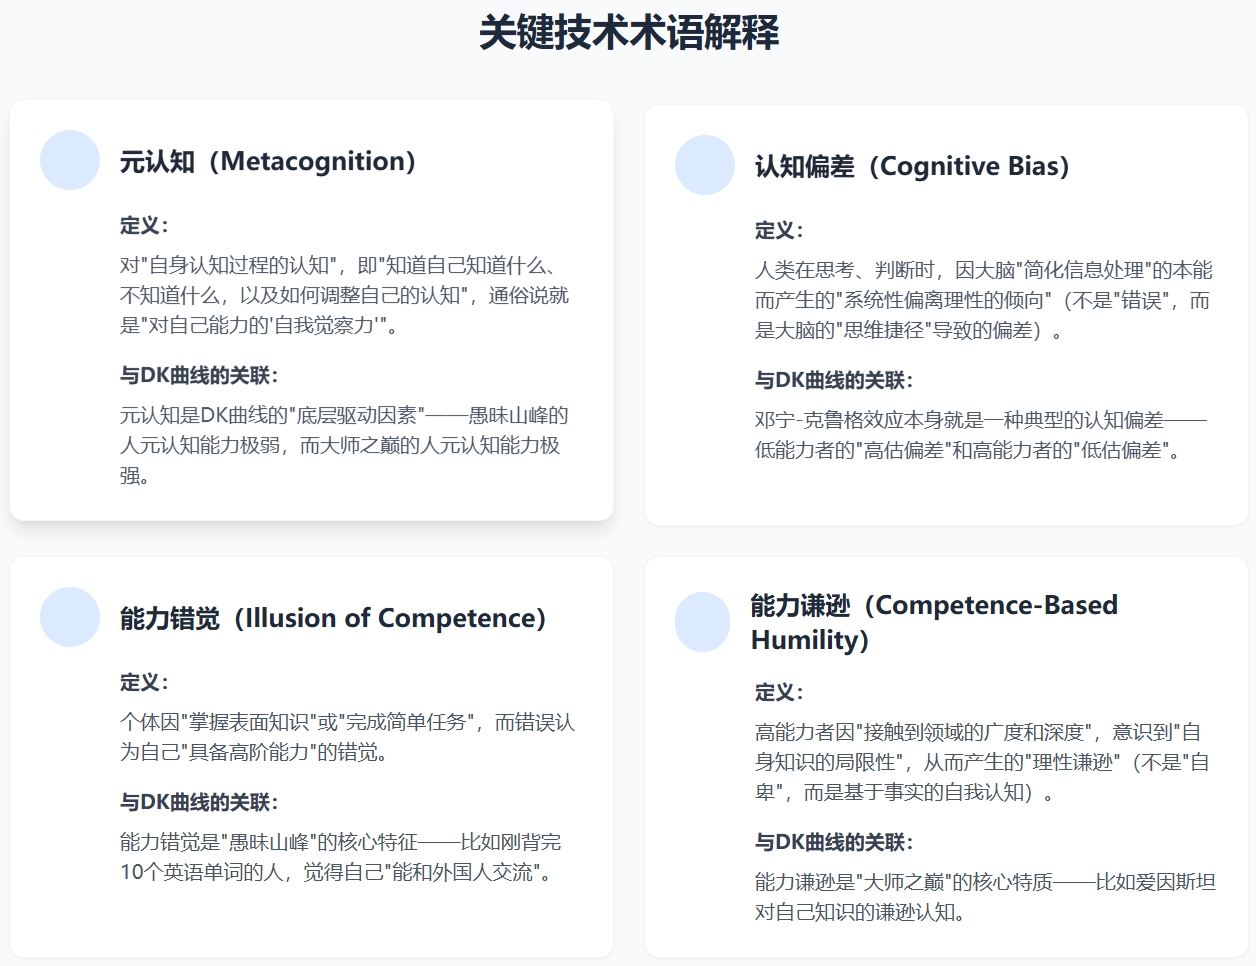 关键技术术语解释
元认知（Metacognition）
定义：
对"自身认知过程的认知"，即"知道自己知道什么、
不知道什么，以及如何调整自己的认知"，通俗说就
是"对自己能力的'自我觉察力'"。
与DK曲线的关联：
元认知是DK曲线的"底层驱动因素"——愚昧山峰的
人元认知能力极弱，而大师之巅的人元认知能力极
强。
认知偏差（Cognitive Bias）
定义：
人类在思考、判断时，因大脑"简化信息处理"的本能
而产生的"系统性偏离理性的倾向"（不是"错误"，而
是大脑的"思维捷径"导致的偏差）。
与DK曲线的关联：
邓宁-克鲁格效应本身就是一种典型的认知偏差——
低能力者的"高估偏差"和高能力者的"低估偏差"。
能力错觉（Illusion of Competence）
定义：
个体因"掌握表面知识"或"完成简单任务"，而错误认
为自己"具备高阶能力"的错觉。
与DK曲线的关联：
能力错觉是"愚昧山峰"的核心特征——比如刚背完
10个英语单词的人，觉得自己"能和外国人交流"。
能力谦逊（Competence-Based
Humility）
定义：
高能力者因"接触到领域的广度和深度"，意识到"自
身知识的局限性"，从而产生的"理性谦逊"（不是"自
卑"，而是基于事实的自我认知）。
与DK曲线的关联：
能力谦逊是"大师之巅"的核心特质——比如爱因斯坦
对自己知识的谦逊认知。